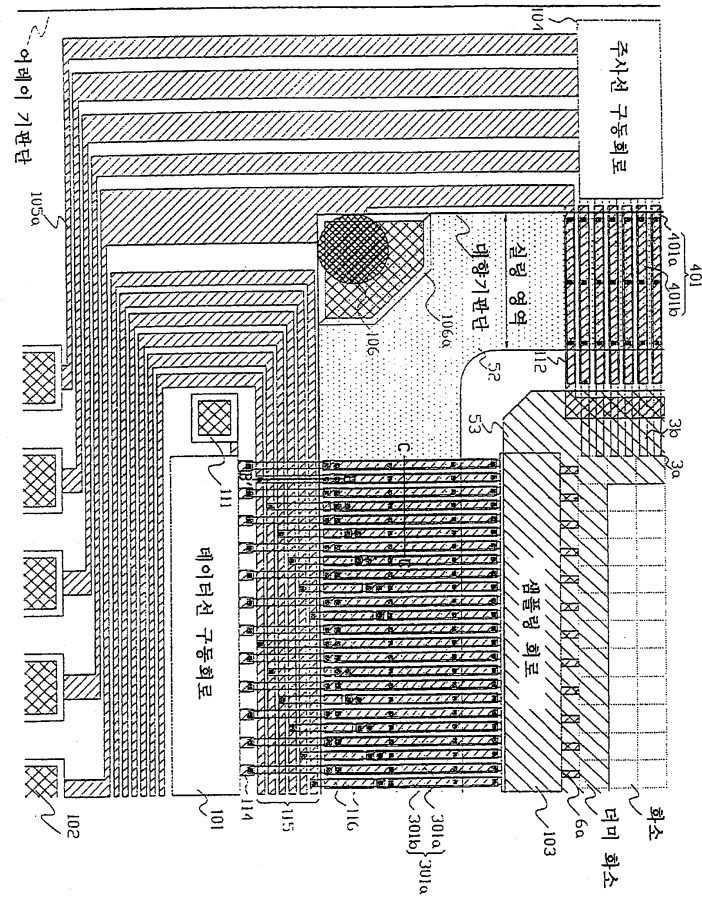 104
주사선 구동회로
어레이 기판단
105a
401
401a
401b
실링 영역
대향기판단
106
106a
52
112
53
3b
3a
C
C'
111
데이터선 구동회로
샘플링 회로
화소
더미 화소
6a
103
301a
301a
301b
116
115
114
101
102